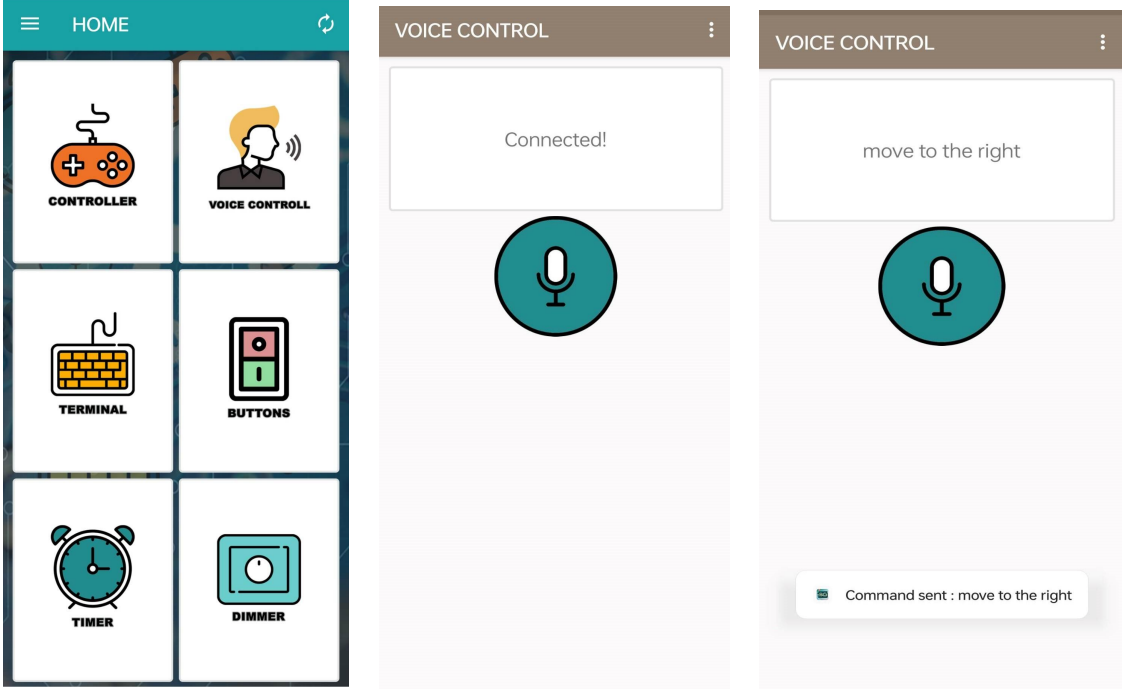 HOME
CONTROLLER
VOICE CONTROLL
TERMINAL
BUTTONS
TIMER
DIMMER
VOICE CONTROL
Connected!
VOICE CONTROL
move to the right
Command sent : move to the right